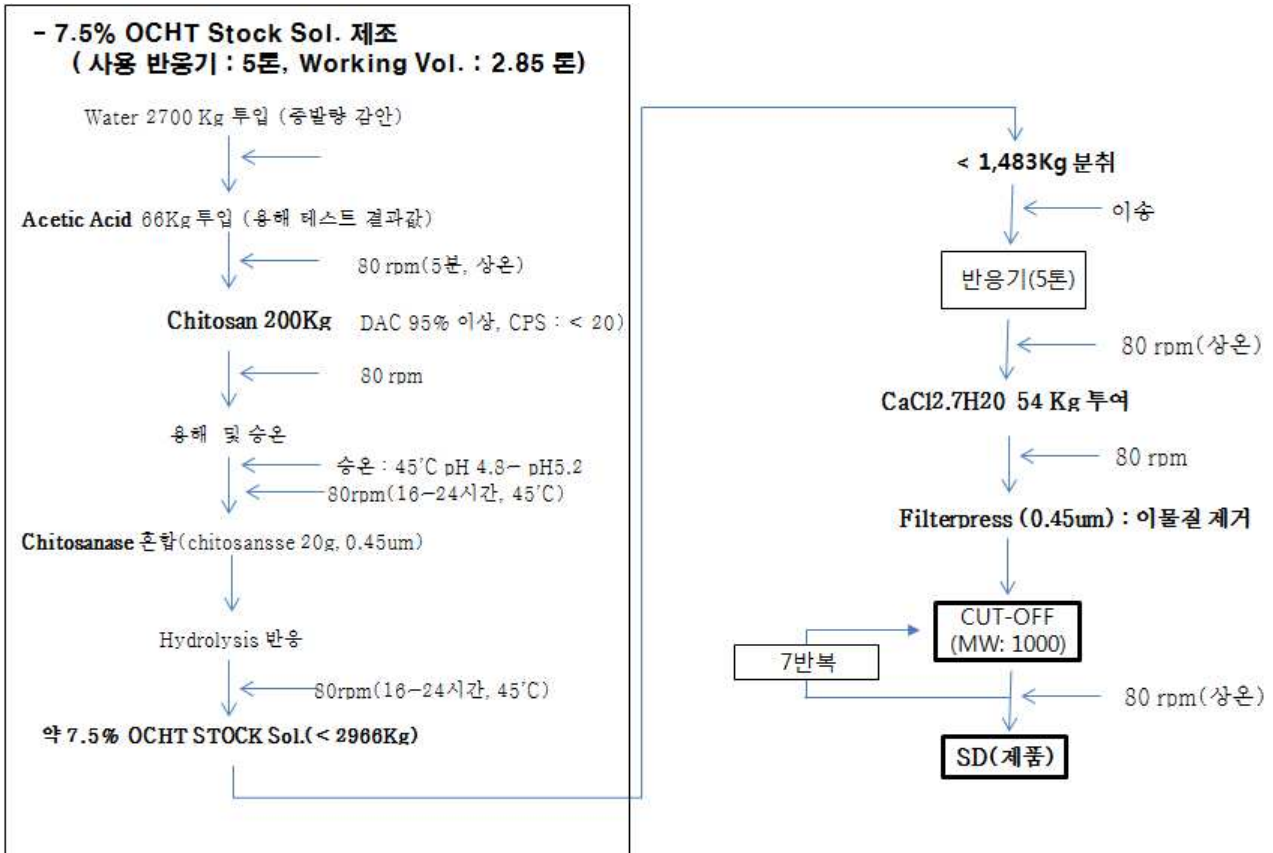 - 7.5% OCHT Stock Sol. 제조
( 사용 반응기 : 5톤, Working Vol. : 2.85 톤)
Water 2700 Kg 투입 (증발량 감안)
Acetic Acid 66Kg 투입 (용해 테스트 결과값)
80 rpm(5분, 상온)
Chitosan 200Kg DAC 95% 이상, CPS : < 20)
80 rpm
용해 및 승온
승온 : 45'C pH 4.8- pH5.2
80rpm(16-24시간, 45'C)
Chitosanase 혼합(chitosansse 20g, 0.45um)
Hydrolysis 반응
80rpm(16-24시간, 45'C)
약 7.5% OCHT STOCK Sol.(< 2966Kg)
< 1,483Kg 분취
이송
반응기(5톤)
80 rpm(상온)
CaCl2.7H20 54 Kg 투여
80 rpm
Filterpress (0.45um) : 이물질 제거
CUT-OFF
(MW: 1000)
7반복
80 rpm(상온)
SD(제품)